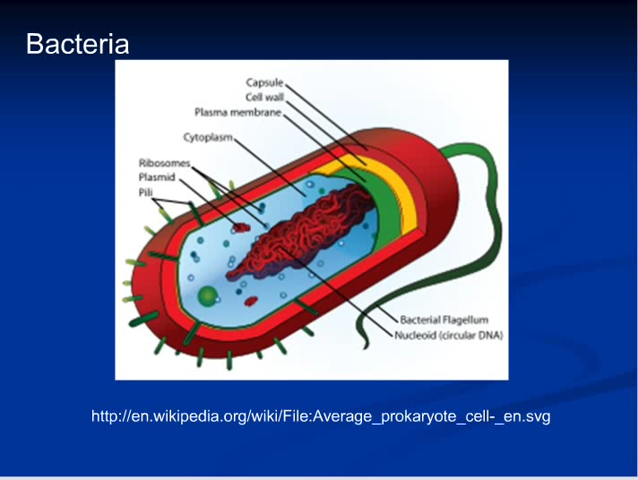 Bacteria
Capsule
Cell wall
Plasma membrane
Cytoplasm
Ribosomes
Plasmid
Pili
Bacterial Flagellum
Nucleoid (circular DNA)
http://en.wikipedia.org/wiki/File:Average_prokaryote_cell-_en.svg